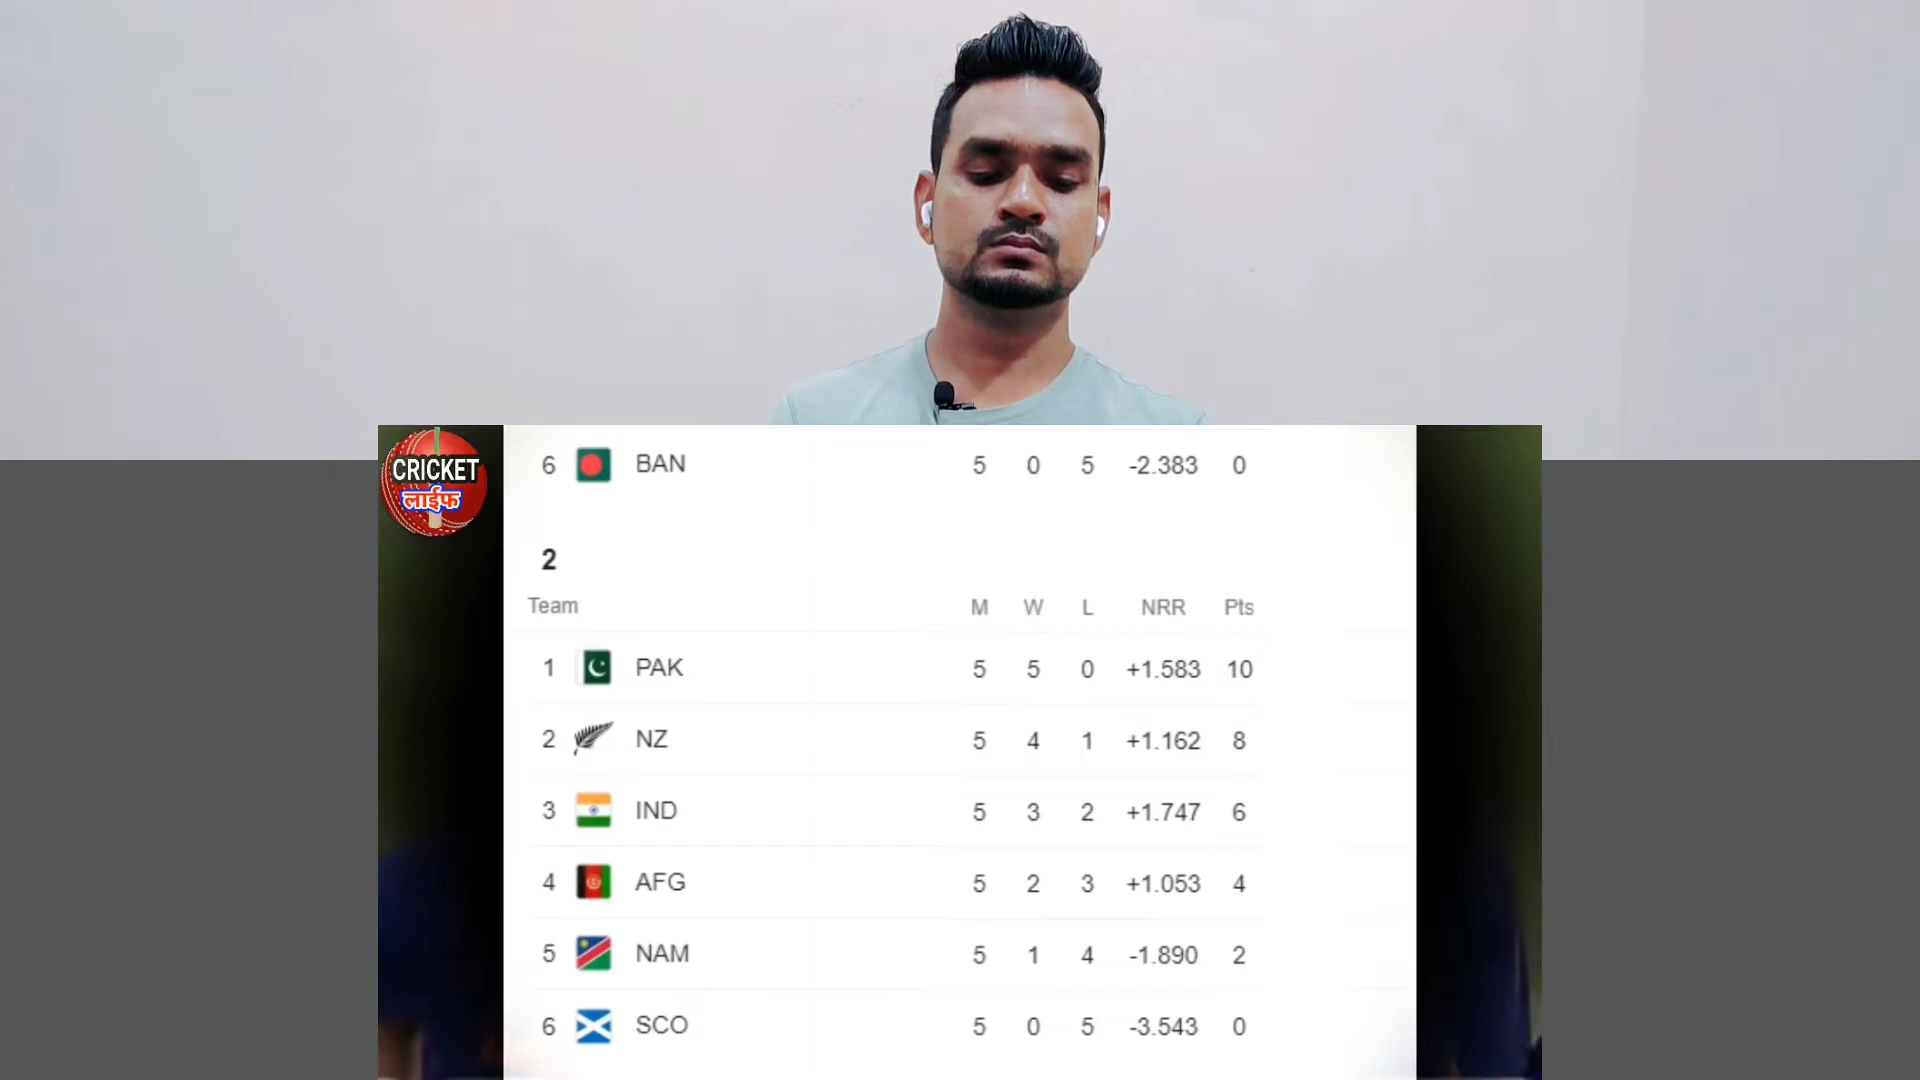 CRICKET
लाईफ
6 BAN 5 0 5 -2.383 0
2
Team M W L NRR Pts
1 PAK 5 5 0 +1.583 10
2 NZ 5 4 1 +1.162 8
3 IND 5 3 2 +1.747 6
4 AFG 5 2 3 +1.053 4
5 NAM 5 1 4 -1.890 2
6 SCO 5 0 5 -3.543 0